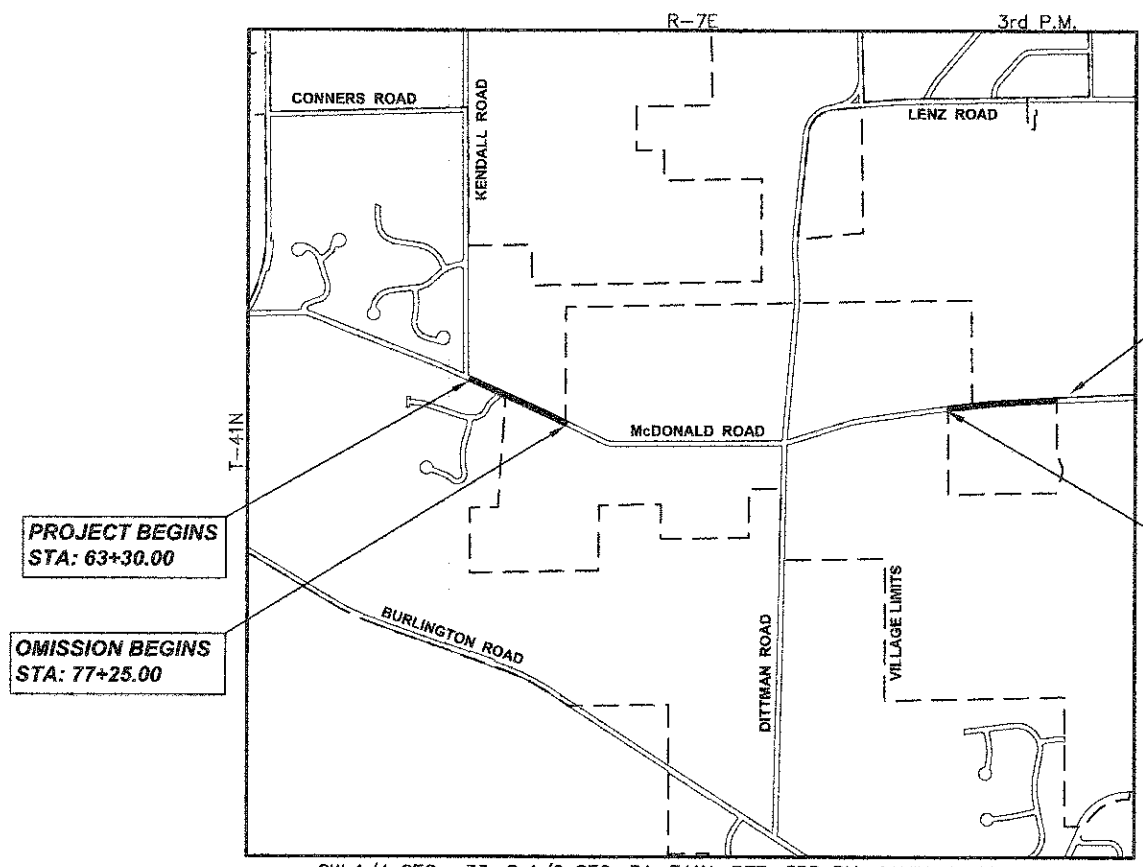 R-7E
3rd P.M.
CONNERS ROAD
KENDALL ROAD
LENZ ROAD
T-41N
McDONALD ROAD
PROJECT BEGINS
STA: 63+30.00
OMISSION BEGINS
STA: 77+25.00
BURLINGTON ROAD
DITTMAN ROAD
VILLAGE LIMITS